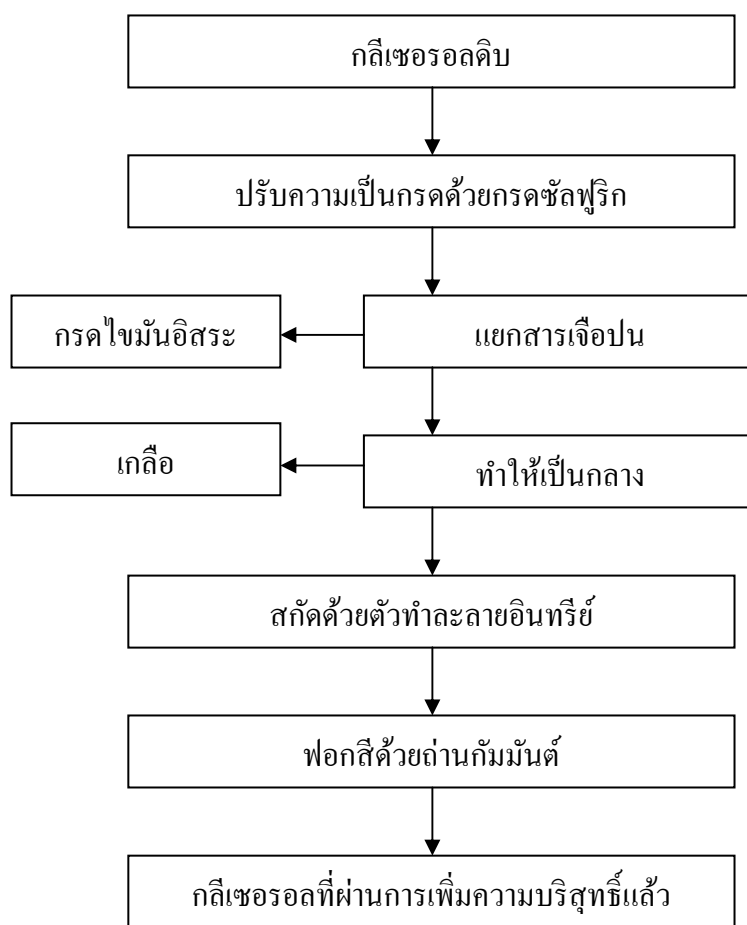 กลีเซอรอลดิบ
ปรับความเป็นกรดด้วยกรดซัลฟูริก
กรดไขมันอิสระ
แยกสารเจือปน
เกลือ
ทำให้เป็นกลาง
สกัดด้วยตัวทำละลายอินทรีย์
ฟอกสีด้วยถ่านกัมมันต์
กลีเซอรอลที่ผ่านการเพิ่มความบริสุทธิ์แล้ว